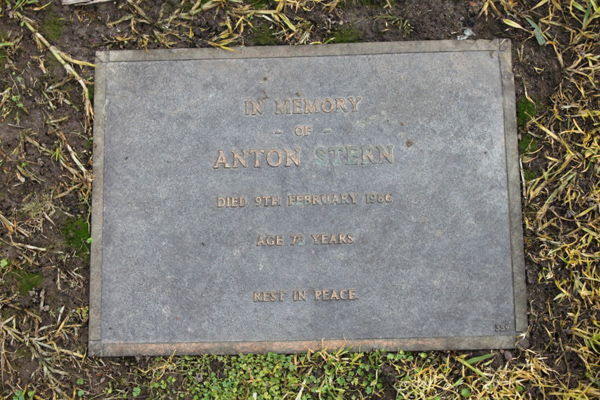 IN MEMORY
- OF -
ANTON STERN
DIED 9TH FEBRUARY 1986
AGE YEARS
REST IN PEACE